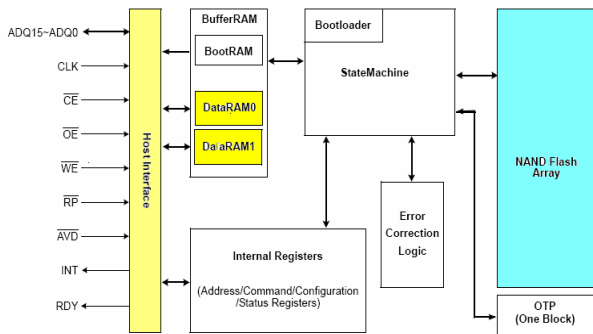 ADQ15~ADQ0
CLK
CE
OE
WE
RP
AVD
INT
RDY
Host Interface
BufferRAM
BootRAM
DataRAM0
DataRAM1
Bootloader
StateMachine
Internal Registers
(Address/Command/Configuration
/Status Registers)
Error
Correction
Logic
NAND Flash
Array
OTP
(One Block)